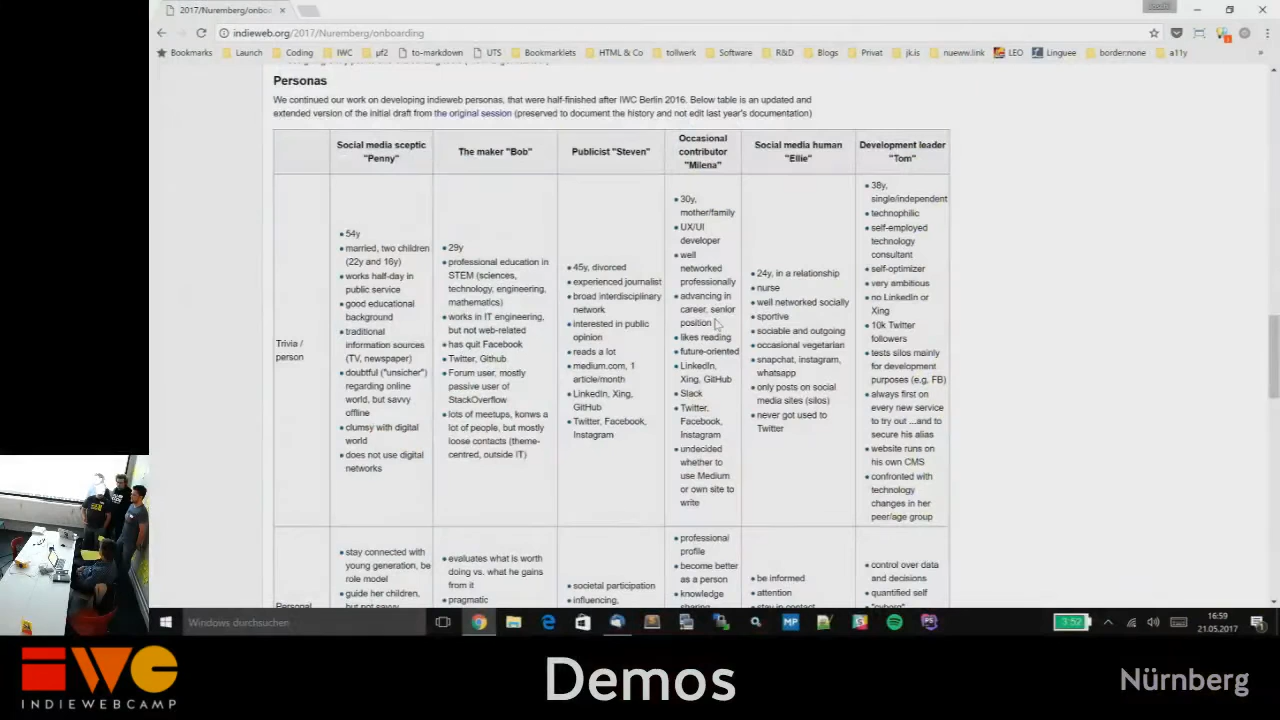 2017/Nuremberg/onbo
indieweb.org/2017/Nuremberg/onboarding
Bookmarks Launch Coding IWC µf2 to-markdown UTS Bookmarklets HTML & Co tollwerk Software R&D Blogs Privat jk.is nueww.link LEO Linguee border:none a11y »
Personas
We continued our work on developing indieweb personas, that were half-finished after IWC Berlin 2016. Below table is an updated and
extended version of the initial draft from the original session (preserved to document the history and not edit last year's documentation)
Social media sceptic
"Penny"
The maker "Bob"
Publicist "Steven"
Occasional
contributor
"Milena"
Social media human
"Ellie"
Development leader
"Tom"
Trivia /
person
54y
married, two children
(22y and 16y)
works half-day in
public service
good educational
background
traditional
information sources
(TV, newspaper)
doubtful ("unsicher")
regarding online
world, but savvy
offline
clumsy with digital
world
does not use digital
networks
29y
professional education in
STEM (sciences,
technology, engineering,
mathematics)
works in IT engineering,
but not web-related
has quit Facebook
Twitter, Github
Forum user, mostly
passive user of
StackOverflow
lots of meetups, konws a
lot of people, but mostly
loose contacts (theme-
centred, outside IT)
45y, divorced
experienced journalist
broad interdisciplinary
network
interested in public
opinion
reads a lot
medium.com, 1
article/month
LinkedIn, Xing,
GitHub
Twitter, Facebook,
Instagram
30y,
mother/family
UX/UI
developer
well
networked
professionally
advancing in
career, senior
position
likes reading
future-oriented
LinkedIn,
Xing, GitHub
Slack
Twitter,
Facebook,
Instagram
undecided
whether to
use Medium
or own site to
write
24y, in a relationship
nurse
well networked socially
sportive
sociable and outgoing
occasional vegetarian
snapchat, instagram,
whatsapp
only posts on social
media sites (silos)
never got used to
Twitter
38y,
single/independent
technophilic
self-employed
technology
consultant
self-optimizer
very ambitious
no LinkedIn or
Xing
10k Twitter
followers
tests silos mainly
for development
purposes (e.g. FB)
always first on
every new service
to try out ...and to
secure his alias
website runs on
his own CMS
confronted with
technology
changes in her
peer/age group
Personal
stay connected with
young generation, be
role model
guide her children,
but not savvy
evaluates what is worth
doing vs. what he gains
from it
pragmatic
societal participation
influencing,
professional
profile
become better
as a person
knowledge
sharing
be informed
attention
stay in contact
control over data
and decisions
quantified self
"cyborg"
Windows durchsuchen
MP
PS
3:52
16:59
21.05.2017
IWC
INDIEWEBCAMP
Demos
Nürnberg